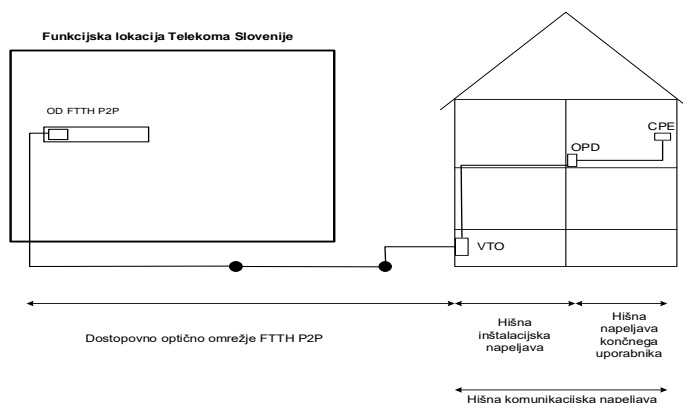 Funkcijska lokacija Telekoma Slovenije
OD FTTH P2P
CPE
OPD
VTO
Dostopovno optično omrežje FTTH P2P
Hišna
inštalacijska
napeljava
Hišna
napeljava
končnega
uporabnika
Hišna komunikacijska napeljava